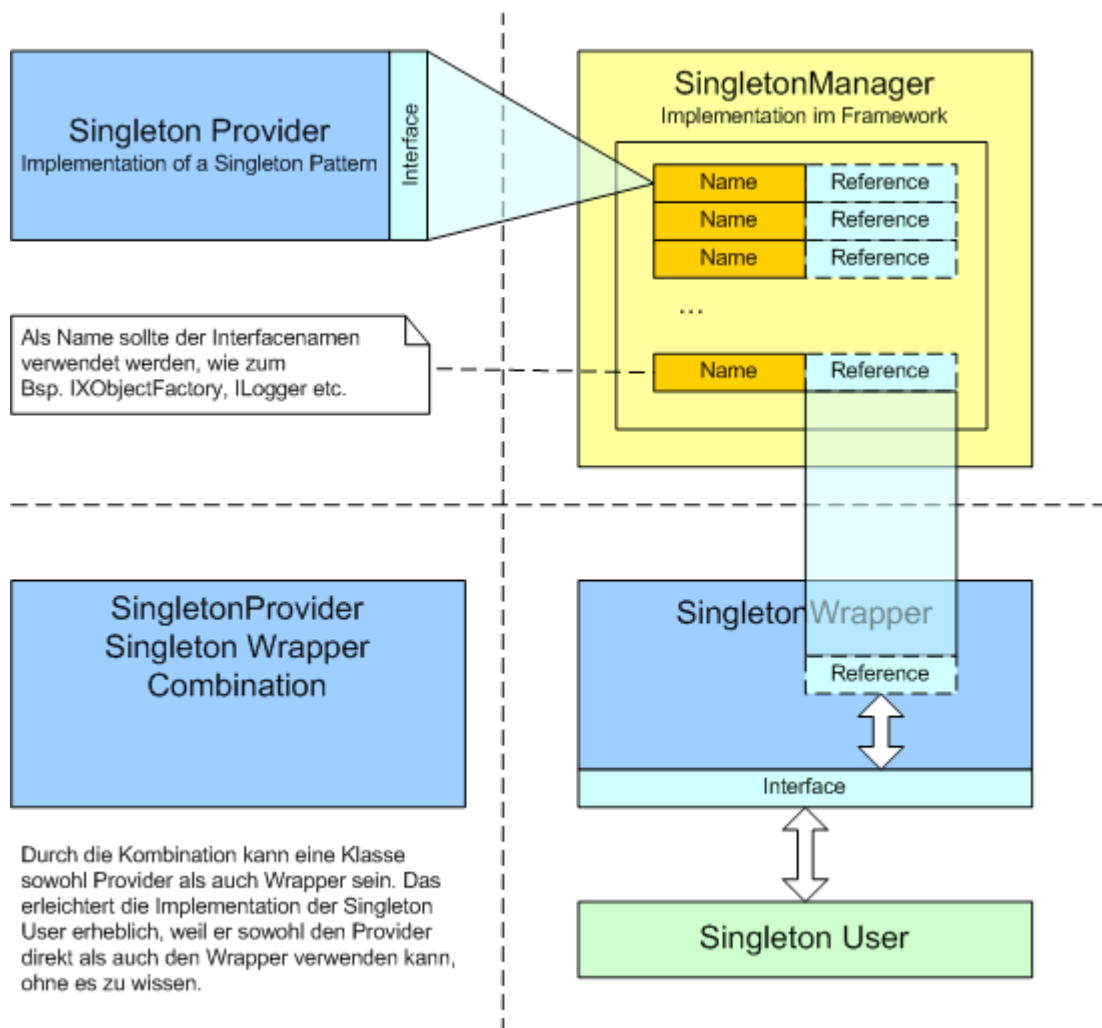 Singleton Provider
Implementation of a Singleton Pattern
Interface
SingletonManager
Implementation im Framework
Name
Reference
Name
Reference
Name
Reference
...
Name
Reference
Als Name sollte der Interfacenamen
verwendet werden, wie zum
Bsp. IXObjectFactory, ILogger etc.
SingletonProvider
Singleton Wrapper
Combination
Durch die Kombination kann eine Klasse
sowohl Provider als auch Wrapper sein. Das
erleichtert die Implementation der Singleton
User erheblich, weil er sowohl den Provider
direkt als auch den Wrapper verwenden kann,
ohne es zu wissen.
SingletonWrapper
Reference
Interface
Singleton User